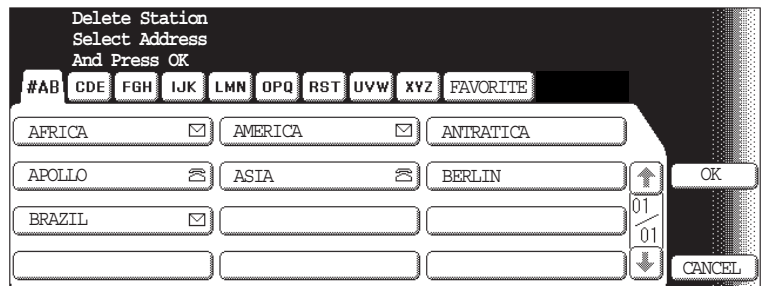 Delete Station
Select Address
And Press OK
#AB CDE FGH IJK LMN OPQ RST UVW XYZ FAVORITE
AFRICA AMERICA ANTRATICA
APOLLO ASIA BERLIN OK
BRAZIL 01
01
CANCEL